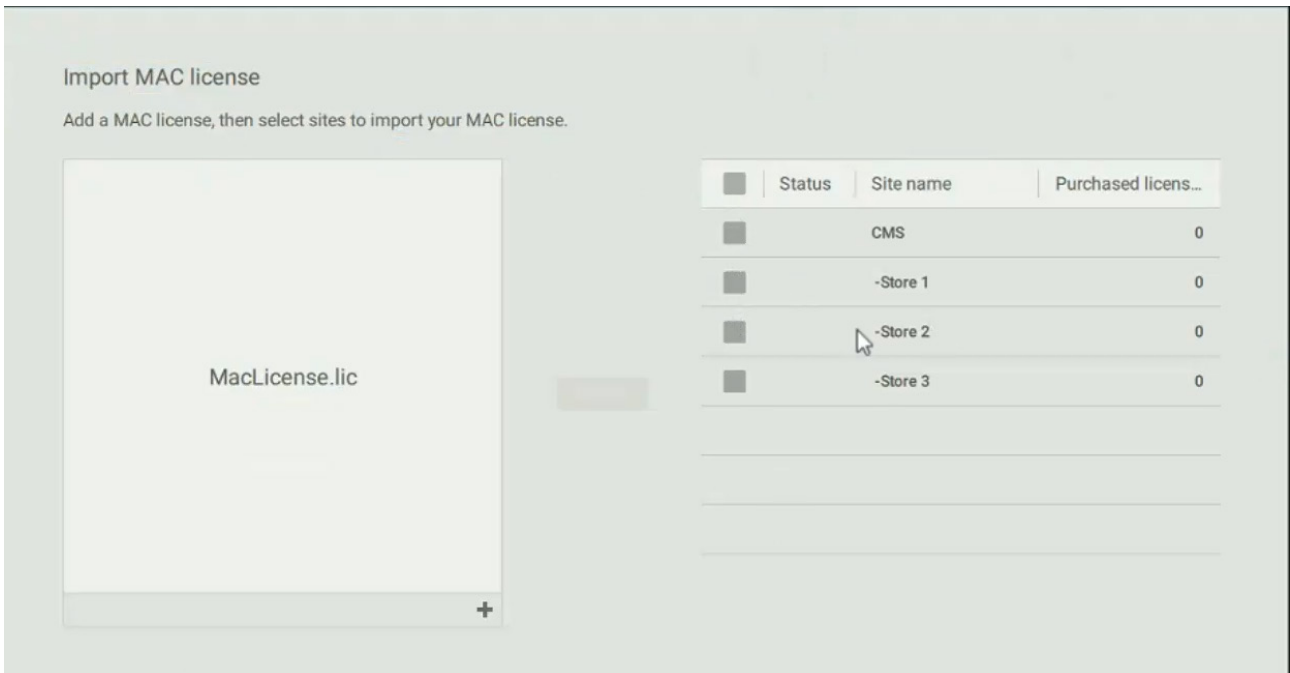 Import MAC license
Add a MAC license, then select sites to import your MAC license.
MacLicense.lic
+
Status Site name Purchased licens...
CMS 0
-Store 1 0
-Store 2 0
-Store 3 0